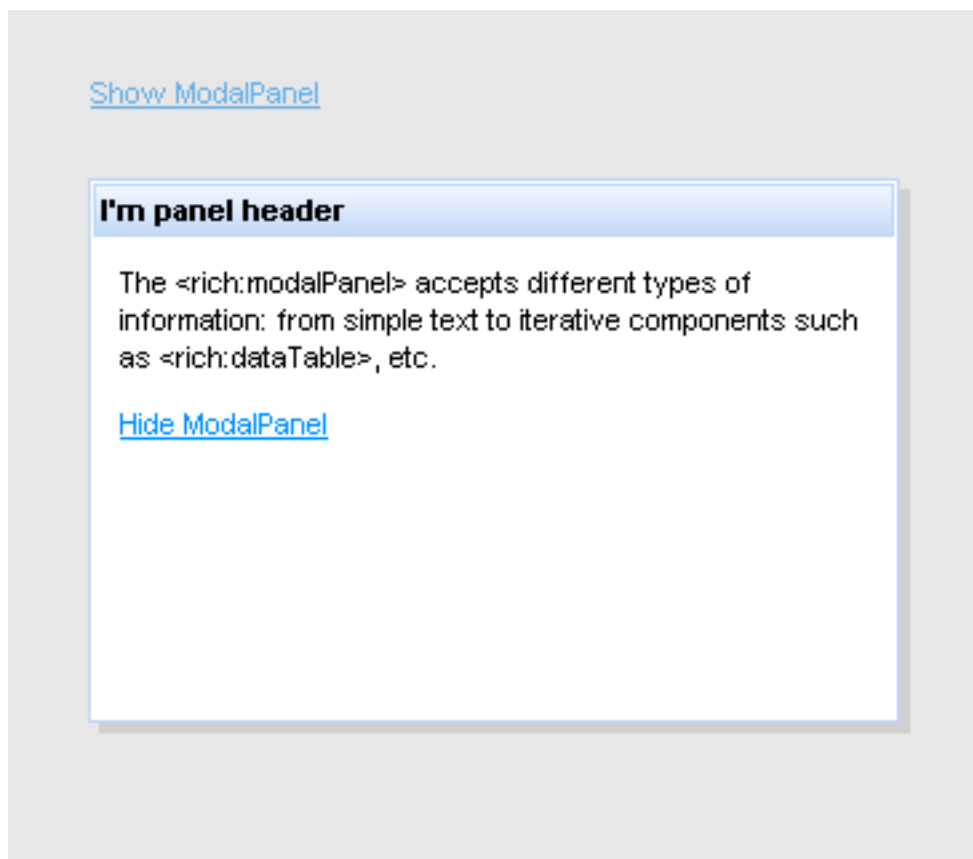 Show ModalPanel
I'm panel header
The <rich:modalPanel> accepts different types of
information: from simple text to iterative components such
as <rich:dataTable>, etc.
Hide ModalPanel